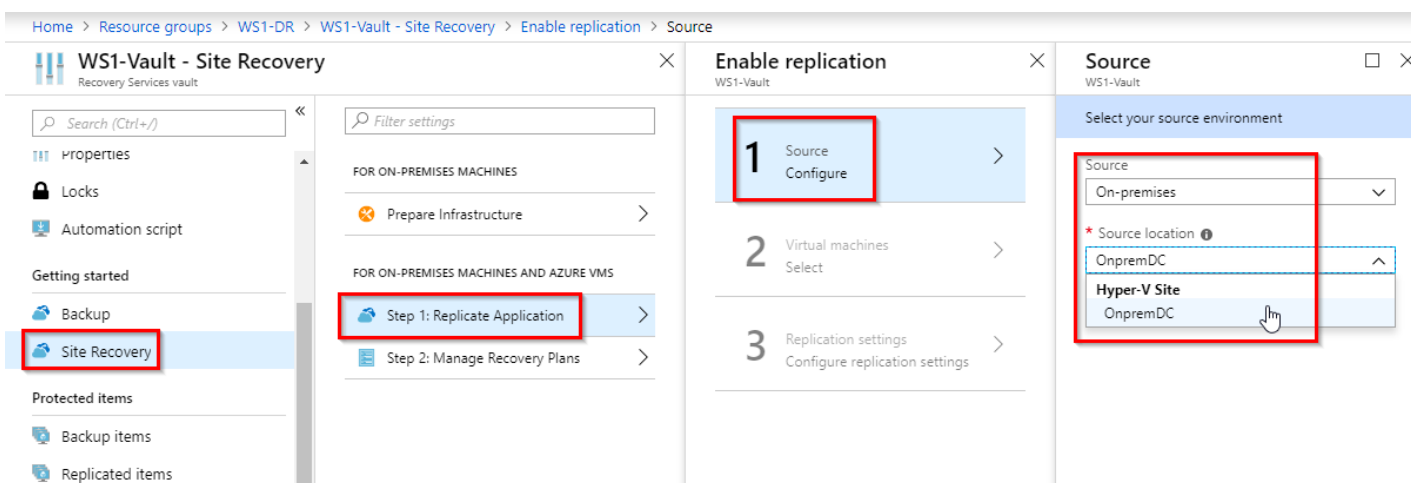 Home > Resource groups > WS1-DR > WS1-Vault - Site Recovery > Enable replication > Source
WS1-Vault - Site Recovery
Recovery Services vault
Search (Ctrl+/)
«
Properties
Locks
Automation script
Getting started
Backup
Site Recovery
Protected items
Backup items
Replicated items
Filter settings
FOR ON-PREMISES MACHINES
Prepare Infrastructure
FOR ON-PREMISES MACHINES AND AZURE VMS
Step 1: Replicate Application
Step 2: Manage Recovery Plans
Enable replication
WS1-Vault
1
Source
Configure
2
Virtual machines
Select
3
Replication settings
Configure replication settings
Source
WS1-Vault
Select your source environment
Source
On-premises
* Source location
OnpremDC
Hyper-V Site
OnpremDC